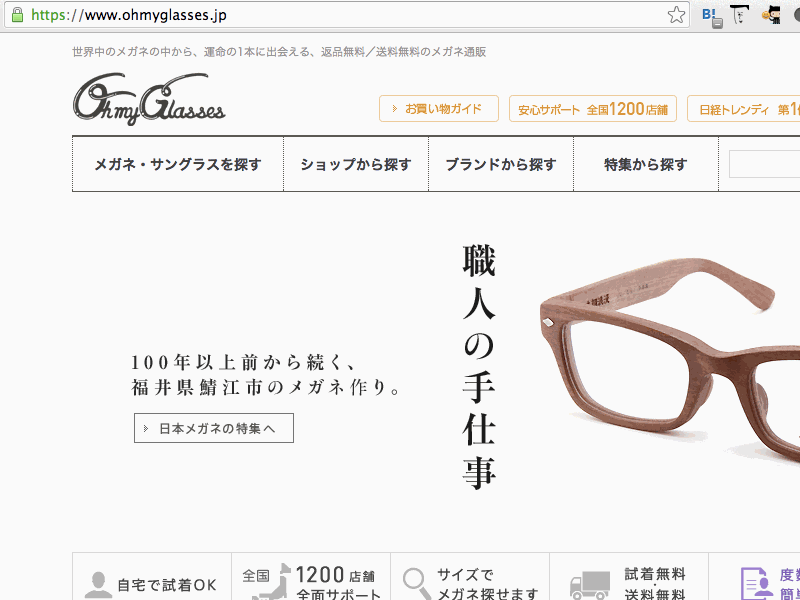 https://www.ohmyglasses.jp
B!
世界中のメガネの中から、運命の1本に出会える、返品無料／送料無料のメガネ通販
Oh my Glasses
お買い物ガイド
安心サポート 全国1200店舗
日経トレンディ 第1
メガネ・サングラスを探す
ショップから探す
ブランドから探す
特集から探す
職人の手仕事
100年以上前から続く、
福井県鯖江市のメガネ作り。
日本メガネの特集へ
自宅で試着OK
全国 1200店舗
全面サポート
サイズで
メガネ探せます
試着無料
送料無料
度数
簡単